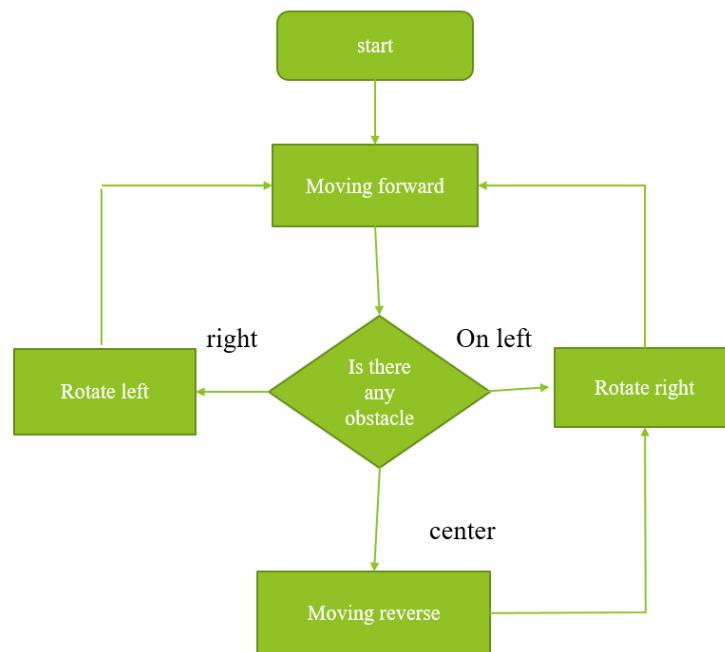 start
Moving forward
right
On left
Is there
any
obstacle
Rotate left
Rotate right
center
Moving reverse